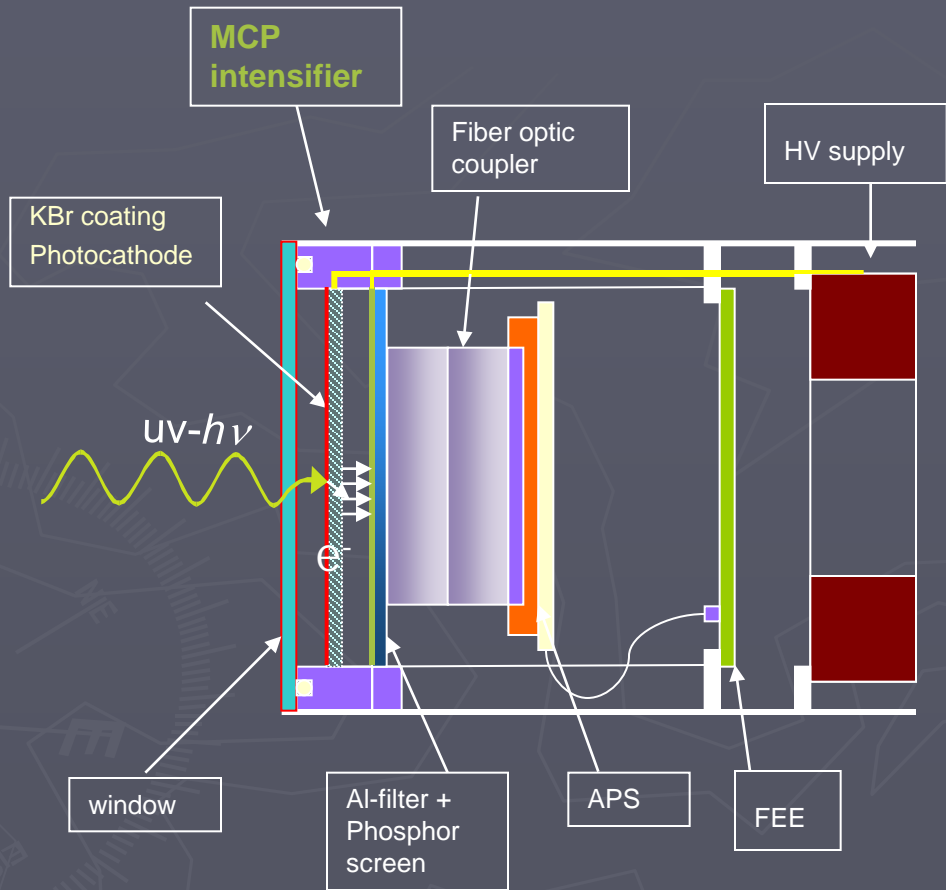 MCP
intensifier
Fiber optic
coupler
HV supply
KBr coating
Photocathode
uv-hν
e-
window
Al-filter +
Phosphor
screen
APS
FEE